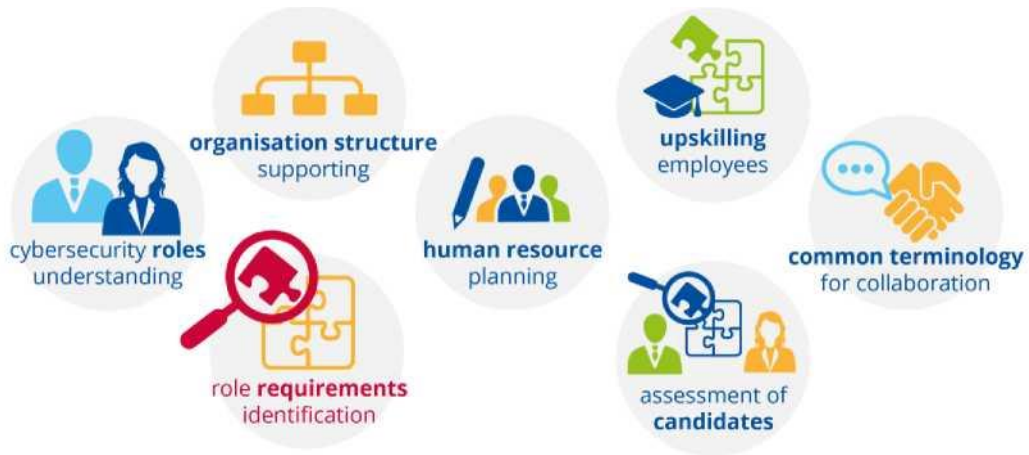 cybersecurity roles
understanding
organisation structure
supporting
role requirements
identification
human resource
planning
upskilling
employees
assessment of
candidates
common terminology
for collaboration